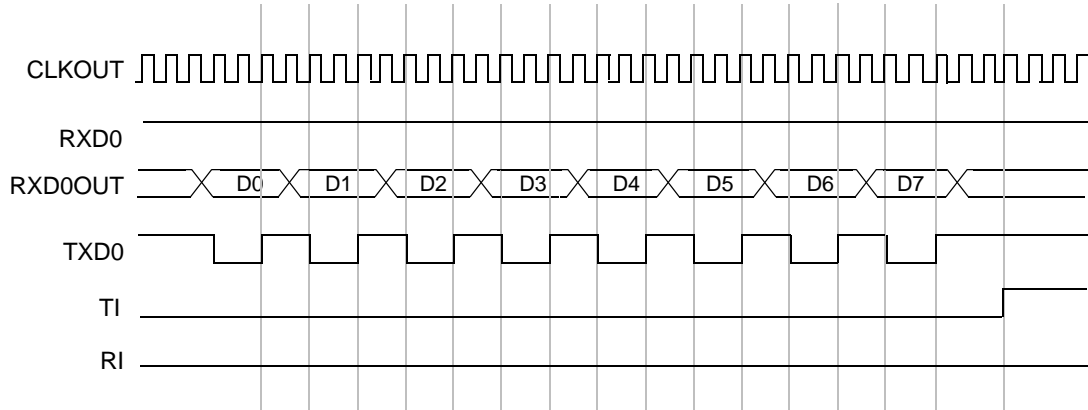 CLKOUT
RXD0
RXD0OUT D0 D1 D2 D3 D4 D5 D6 D7
TXD0
TI
RI